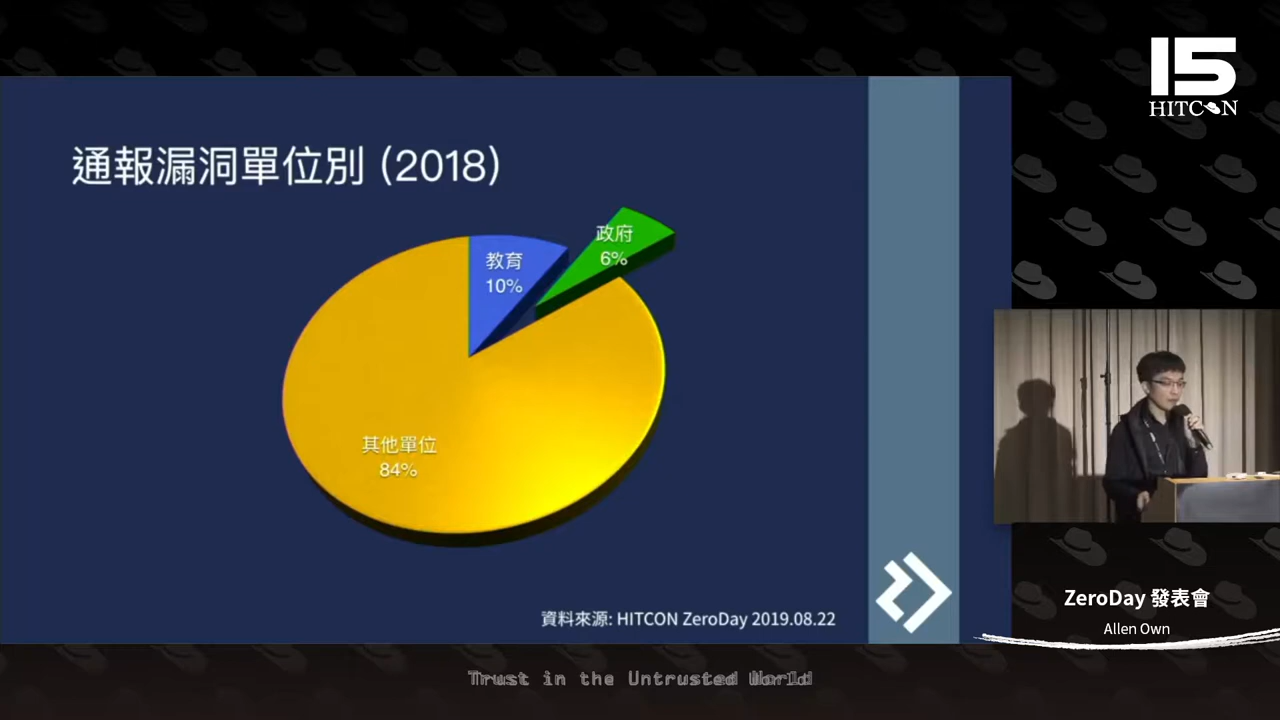 15
HITCON
通報漏洞單位別 (2018)
政府
6%
教育
10%
其他單位
84%
資料來源: HITCON ZeroDay 2019.08.22
ZeroDay 發表會
Allen Own
Trust in the Untrusted World